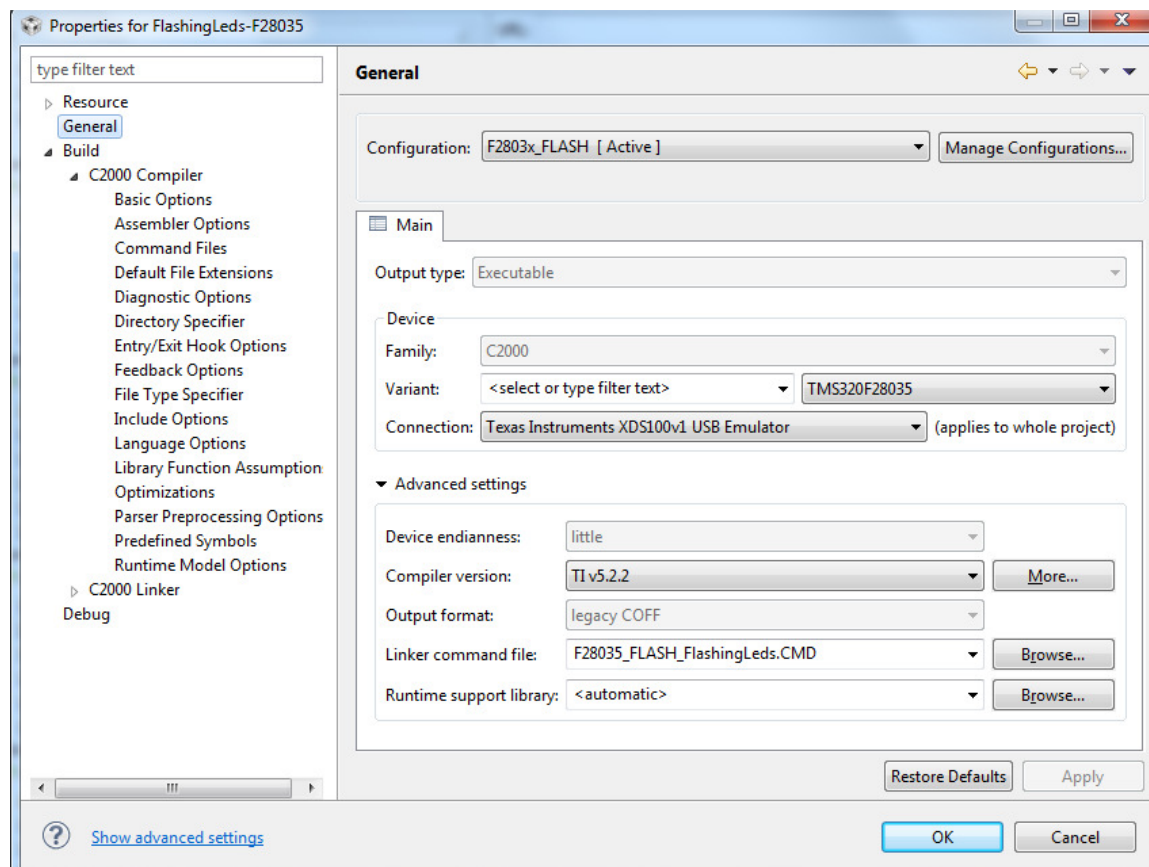 Properties for FlashingLeds-F28035
type filter text
Resource
General
Build
C2000 Compiler
Basic Options
Assembler Options
Command Files
Default File Extensions
Diagnostic Options
Directory Specifier
Entry/Exit Hook Options
Feedback Options
File Type Specifier
Include Options
Language Options
Library Function Assumption
Optimizations
Parser Preprocessing Options
Predefined Symbols
Runtime Model Options
C2000 Linker
Debug
General
Configuration: F2803x_FLASH [ Active ] Manage Configurations...
Main
Output type: Executable
Device
Family: C2000
Variant: <select or type filter text> TMS320F28035
Connection: Texas Instruments XDS100v1 USB Emulator (applies to whole project)
Advanced settings
Device endianness: little
Compiler version: TI v5.2.2 More...
Output format: legacy COFF
Linker command file: F28035_FLASH_FlashingLeds.CMD Browse...
Runtime support library: <automatic> Browse...
Restore Defaults Apply
? Show advanced settings OK Cancel